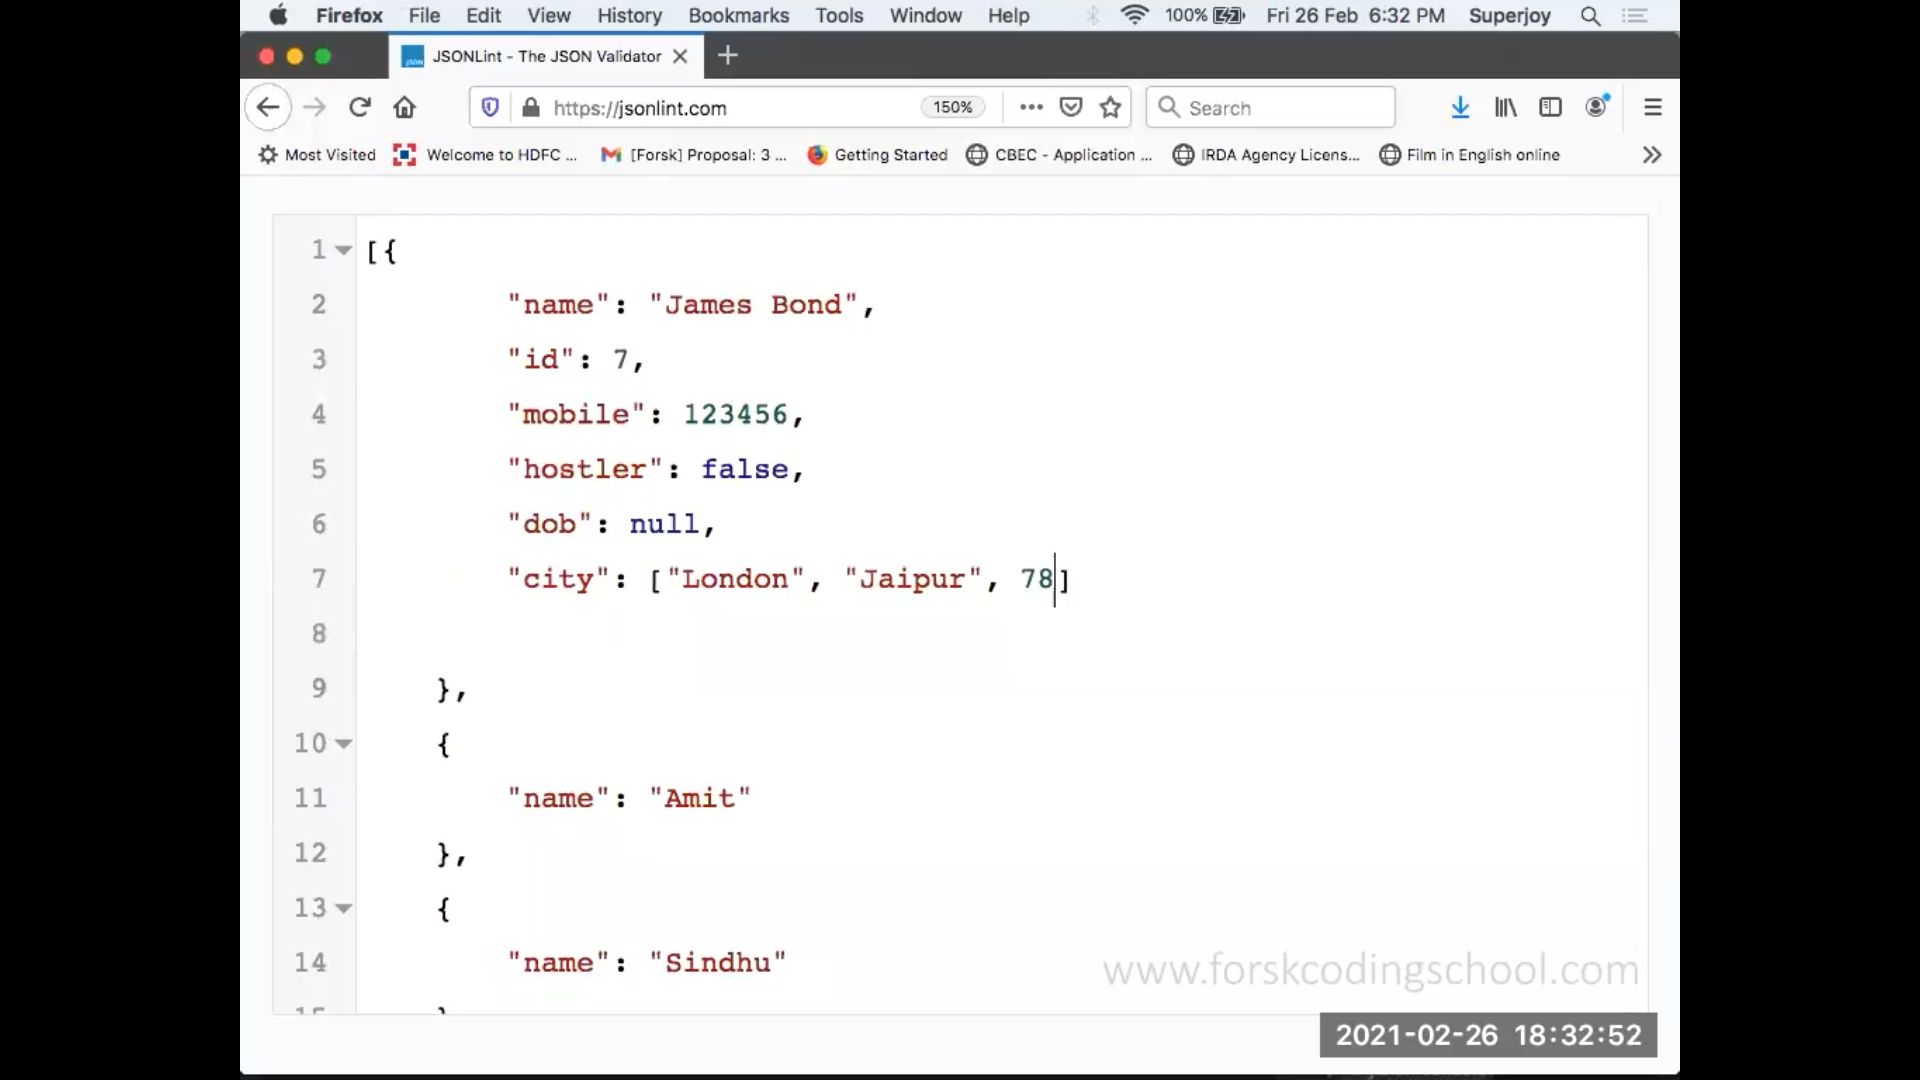 Firefox File Edit View History Bookmarks Tools Window Help 100% Fri 26 Feb 6:32 PM Superjoy
JSONLint - The JSON Validator
https://jsonlint.com 150% Search
Most Visited Welcome to HDFC ... [Forsk] Proposal: 3 ... Getting Started CBEC - Application ... IRDA Agency Licens... Film in English online
1 [{
2 "name": "James Bond",
3 "id": 7,
4 "mobile": 123456,
5 "hostler": false,
6 "dob": null,
7 "city": ["London", "Jaipur", 78]
8
9 },
10 {
11 "name": "Amit"
12 },
13 {
14 "name": "Sindhu"
www.forskcodingschool.com
2021-02-26 18:32:52